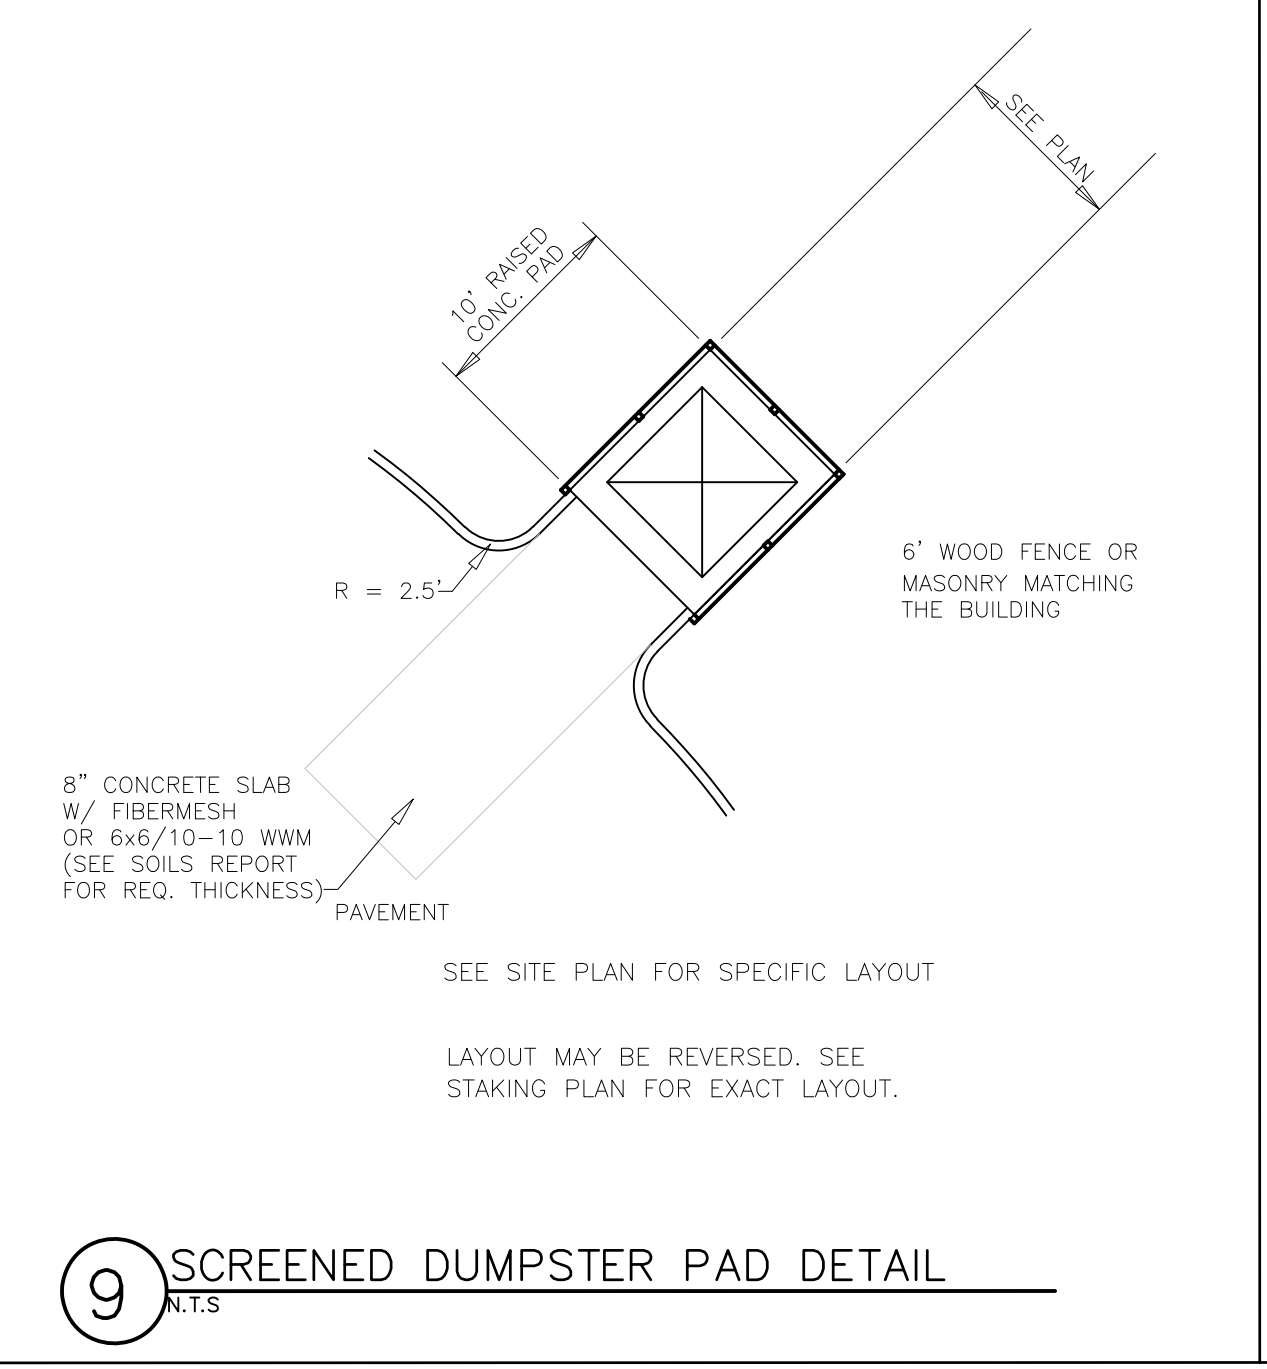 SEE PLAN
10' RAISED
CONC. PAD
R = 2.5'
6' WOOD FENCE OR
MASONRY MATCHING
THE BUILDING
8" CONCRETE SLAB
W/ FIBERMESH
OR 6x6/10-10 WWM
(SEE SOILS REPORT
FOR REQ. THICKNESS)
PAVEMENT
SEE SITE PLAN FOR SPECIFIC LAYOUT
LAYOUT MAY BE REVERSED. SEE
STAKING PLAN FOR EXACT LAYOUT.
9
SCREENED DUMPSTER PAD DETAIL
N.T.S